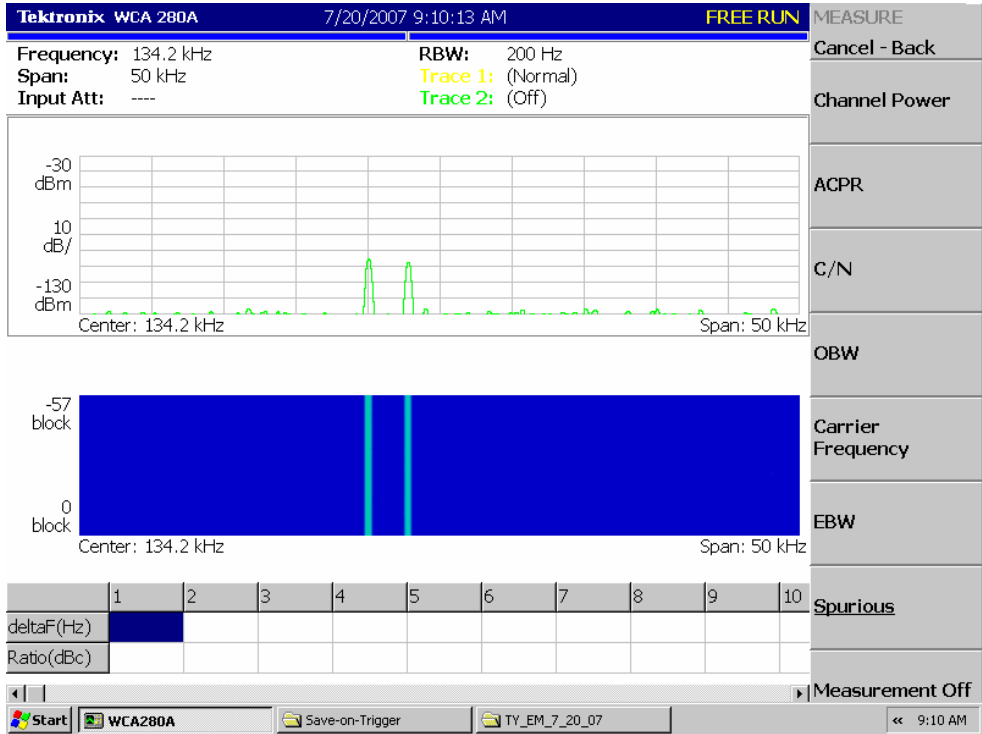 Tektronix WCA 280A 7/20/2007 9:10:13 AM FREE RUN
MEASURE
Cancel - Back
Frequency: 134.2 kHz RBW: 200 Hz
Span: 50 kHz Trace 1: (Normal)
Input Att: ---- Trace 2: (Off)
Channel Power
-30
dBm
ACPR
10
dB/
C/N
-130
dBm
Center: 134.2 kHz Span: 50 kHz
OBW
-57
block
Carrier
Frequency
0
block
EBW
Center: 134.2 kHz Span: 50 kHz
1 2 3 4 5 6 7 8 9 10
Spurious
deltaF(Hz)
Ratio(dBc)
Measurement Off
Start WCA280A Save-on-Trigger TY_EM_7_20_07 « 9:10 AM